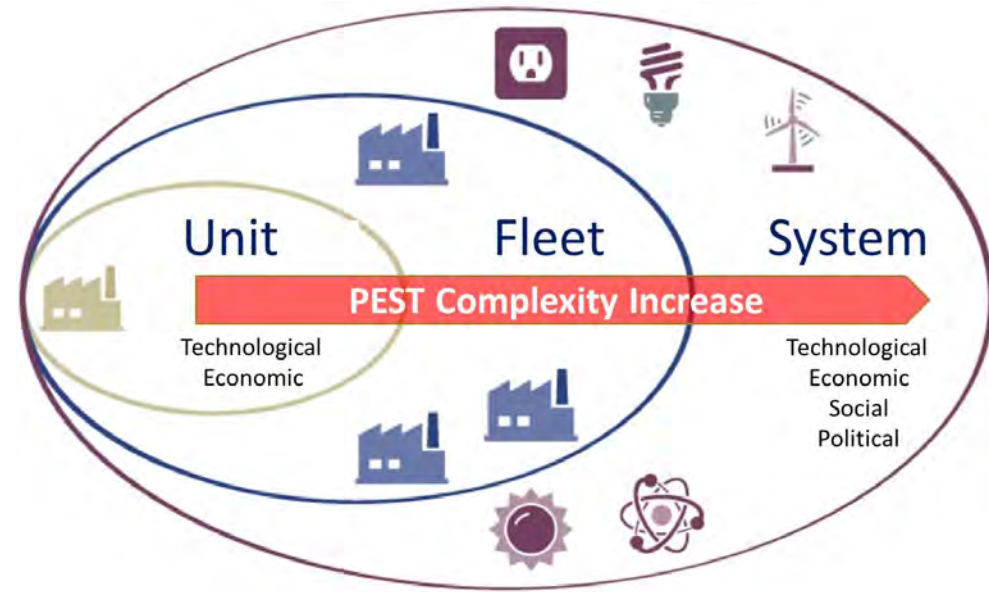 Unit
Fleet
System
PEST Complexity Increase
Technological
Economic
Technological
Economic
Social
Political